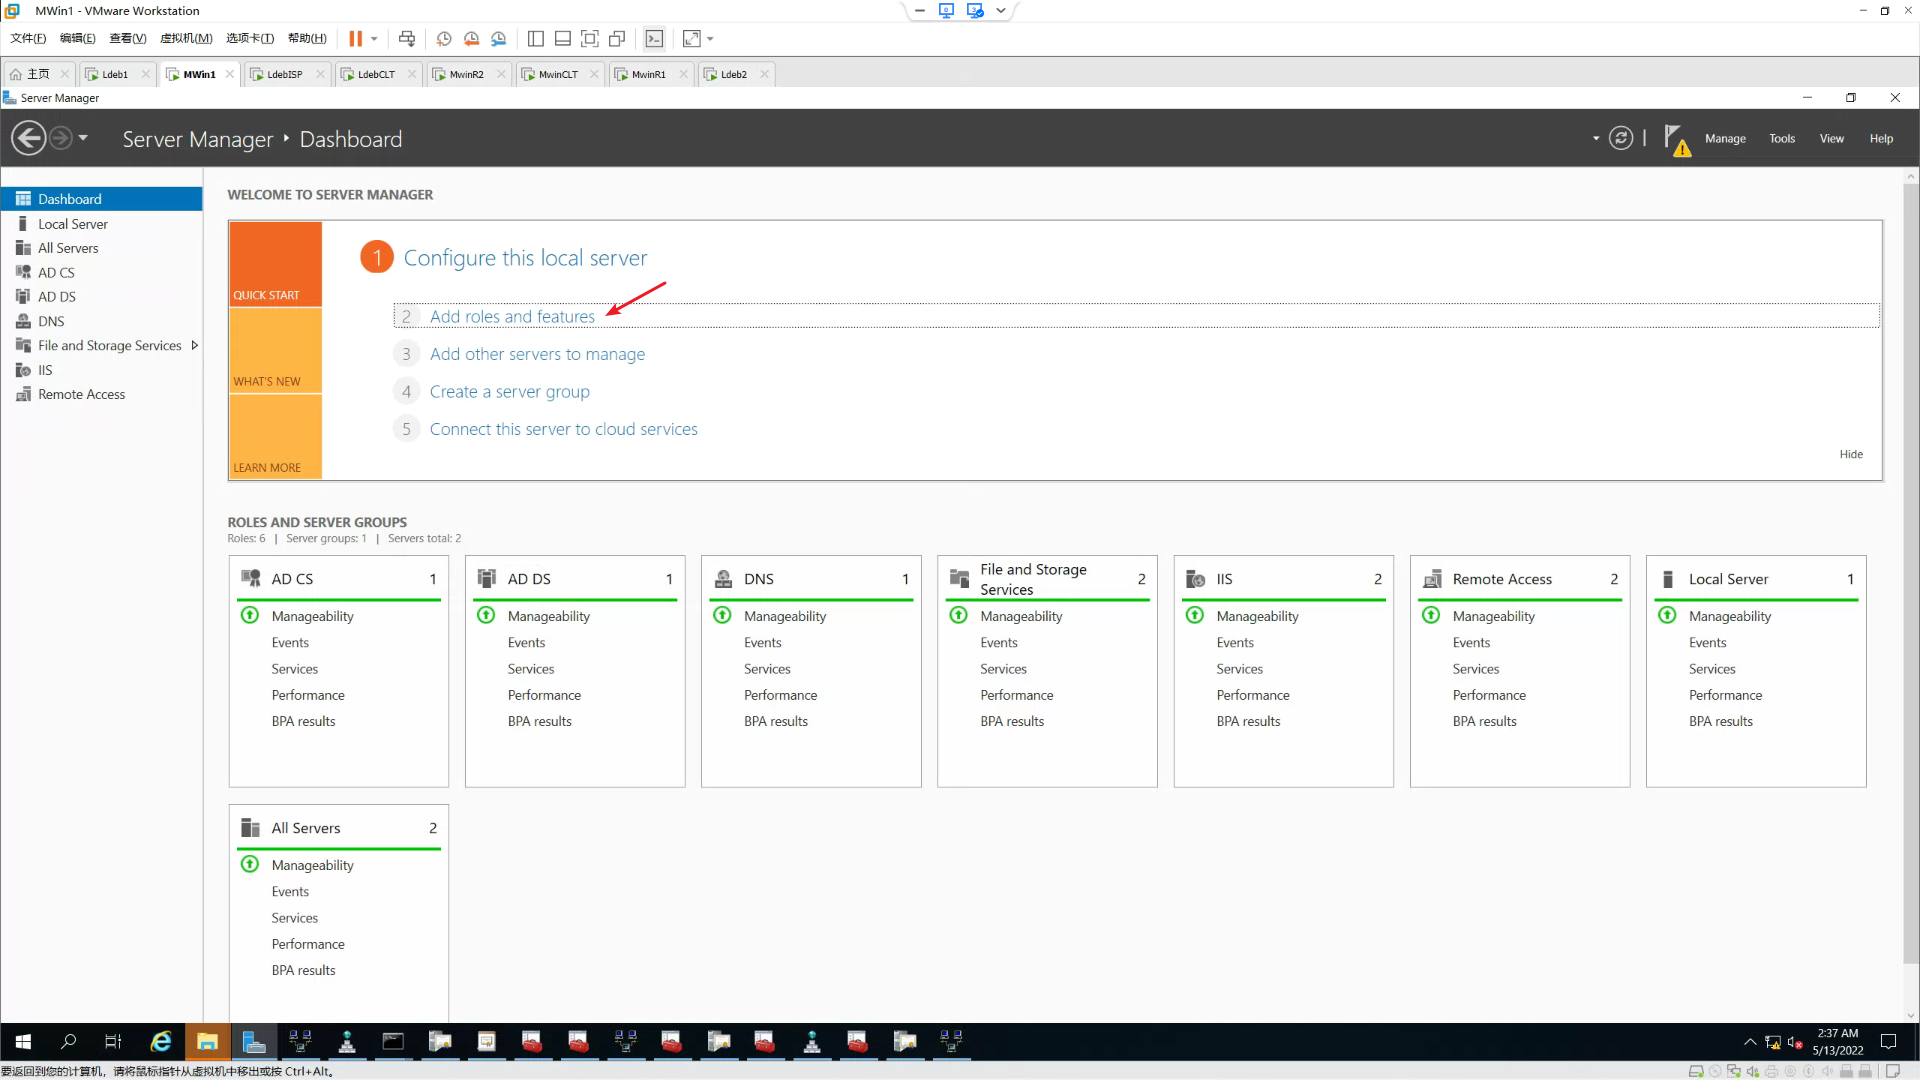 MWin1 - VMware Workstation
文件(F) 编辑(E) 查看(V) 虚拟机(M) 选项卡(T) 帮助(H)
主页 Ldeb1 MWin1 LdebISP LdebCLT MwinR2 MwinCLT MwinR1 Ldeb2
Server Manager
Server Manager Dashboard
Manage Tools View Help
Dashboard
Local Server
All Servers
AD CS
AD DS
DNS
File and Storage Services
IIS
Remote Access
WELCOME TO SERVER MANAGER
QUICK START
WHAT'S NEW
LEARN MORE
1 Configure this local server
2 Add roles and features
3 Add other servers to manage
4 Create a server group
5 Connect this server to cloud services
Hide
ROLES AND SERVER GROUPS
Roles: 6 | Server groups: 1 | Servers total: 2
AD CS 1
Manageability
Events
Services
Performance
BPA results
AD DS 1
Manageability
Events
Services
Performance
BPA results
DNS 1
Manageability
Events
Services
Performance
BPA results
File and Storage
Services 2
Manageability
Events
Services
Performance
BPA results
IIS 2
Manageability
Events
Services
Performance
BPA results
Remote Access 2
Manageability
Events
Services
Performance
BPA results
Local Server 1
Manageability
Events
Services
Performance
BPA results
All Servers 2
Manageability
Events
Services
Performance
BPA results
2:37 AM
5/13/2022
要返回到您的计算机，请将鼠标指针从虚拟机中移出或按 Ctrl+Alt。